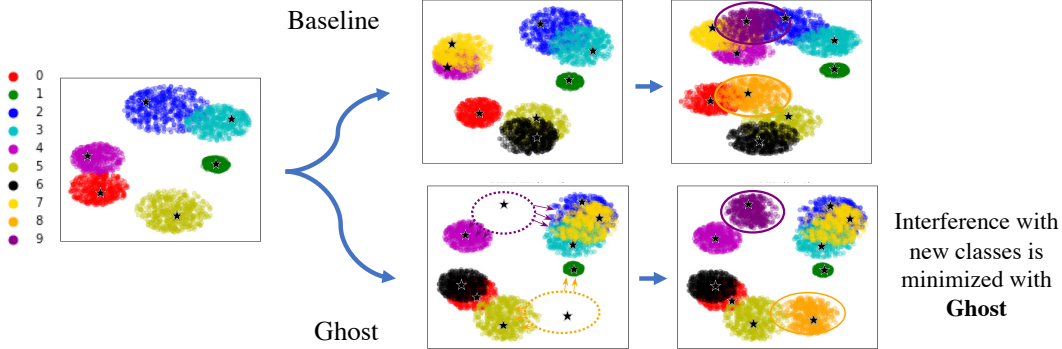 Baseline
0
1
2
3
4
5
6
7
8
9
Ghost
Interference with
new classes is
minimized with
Ghost